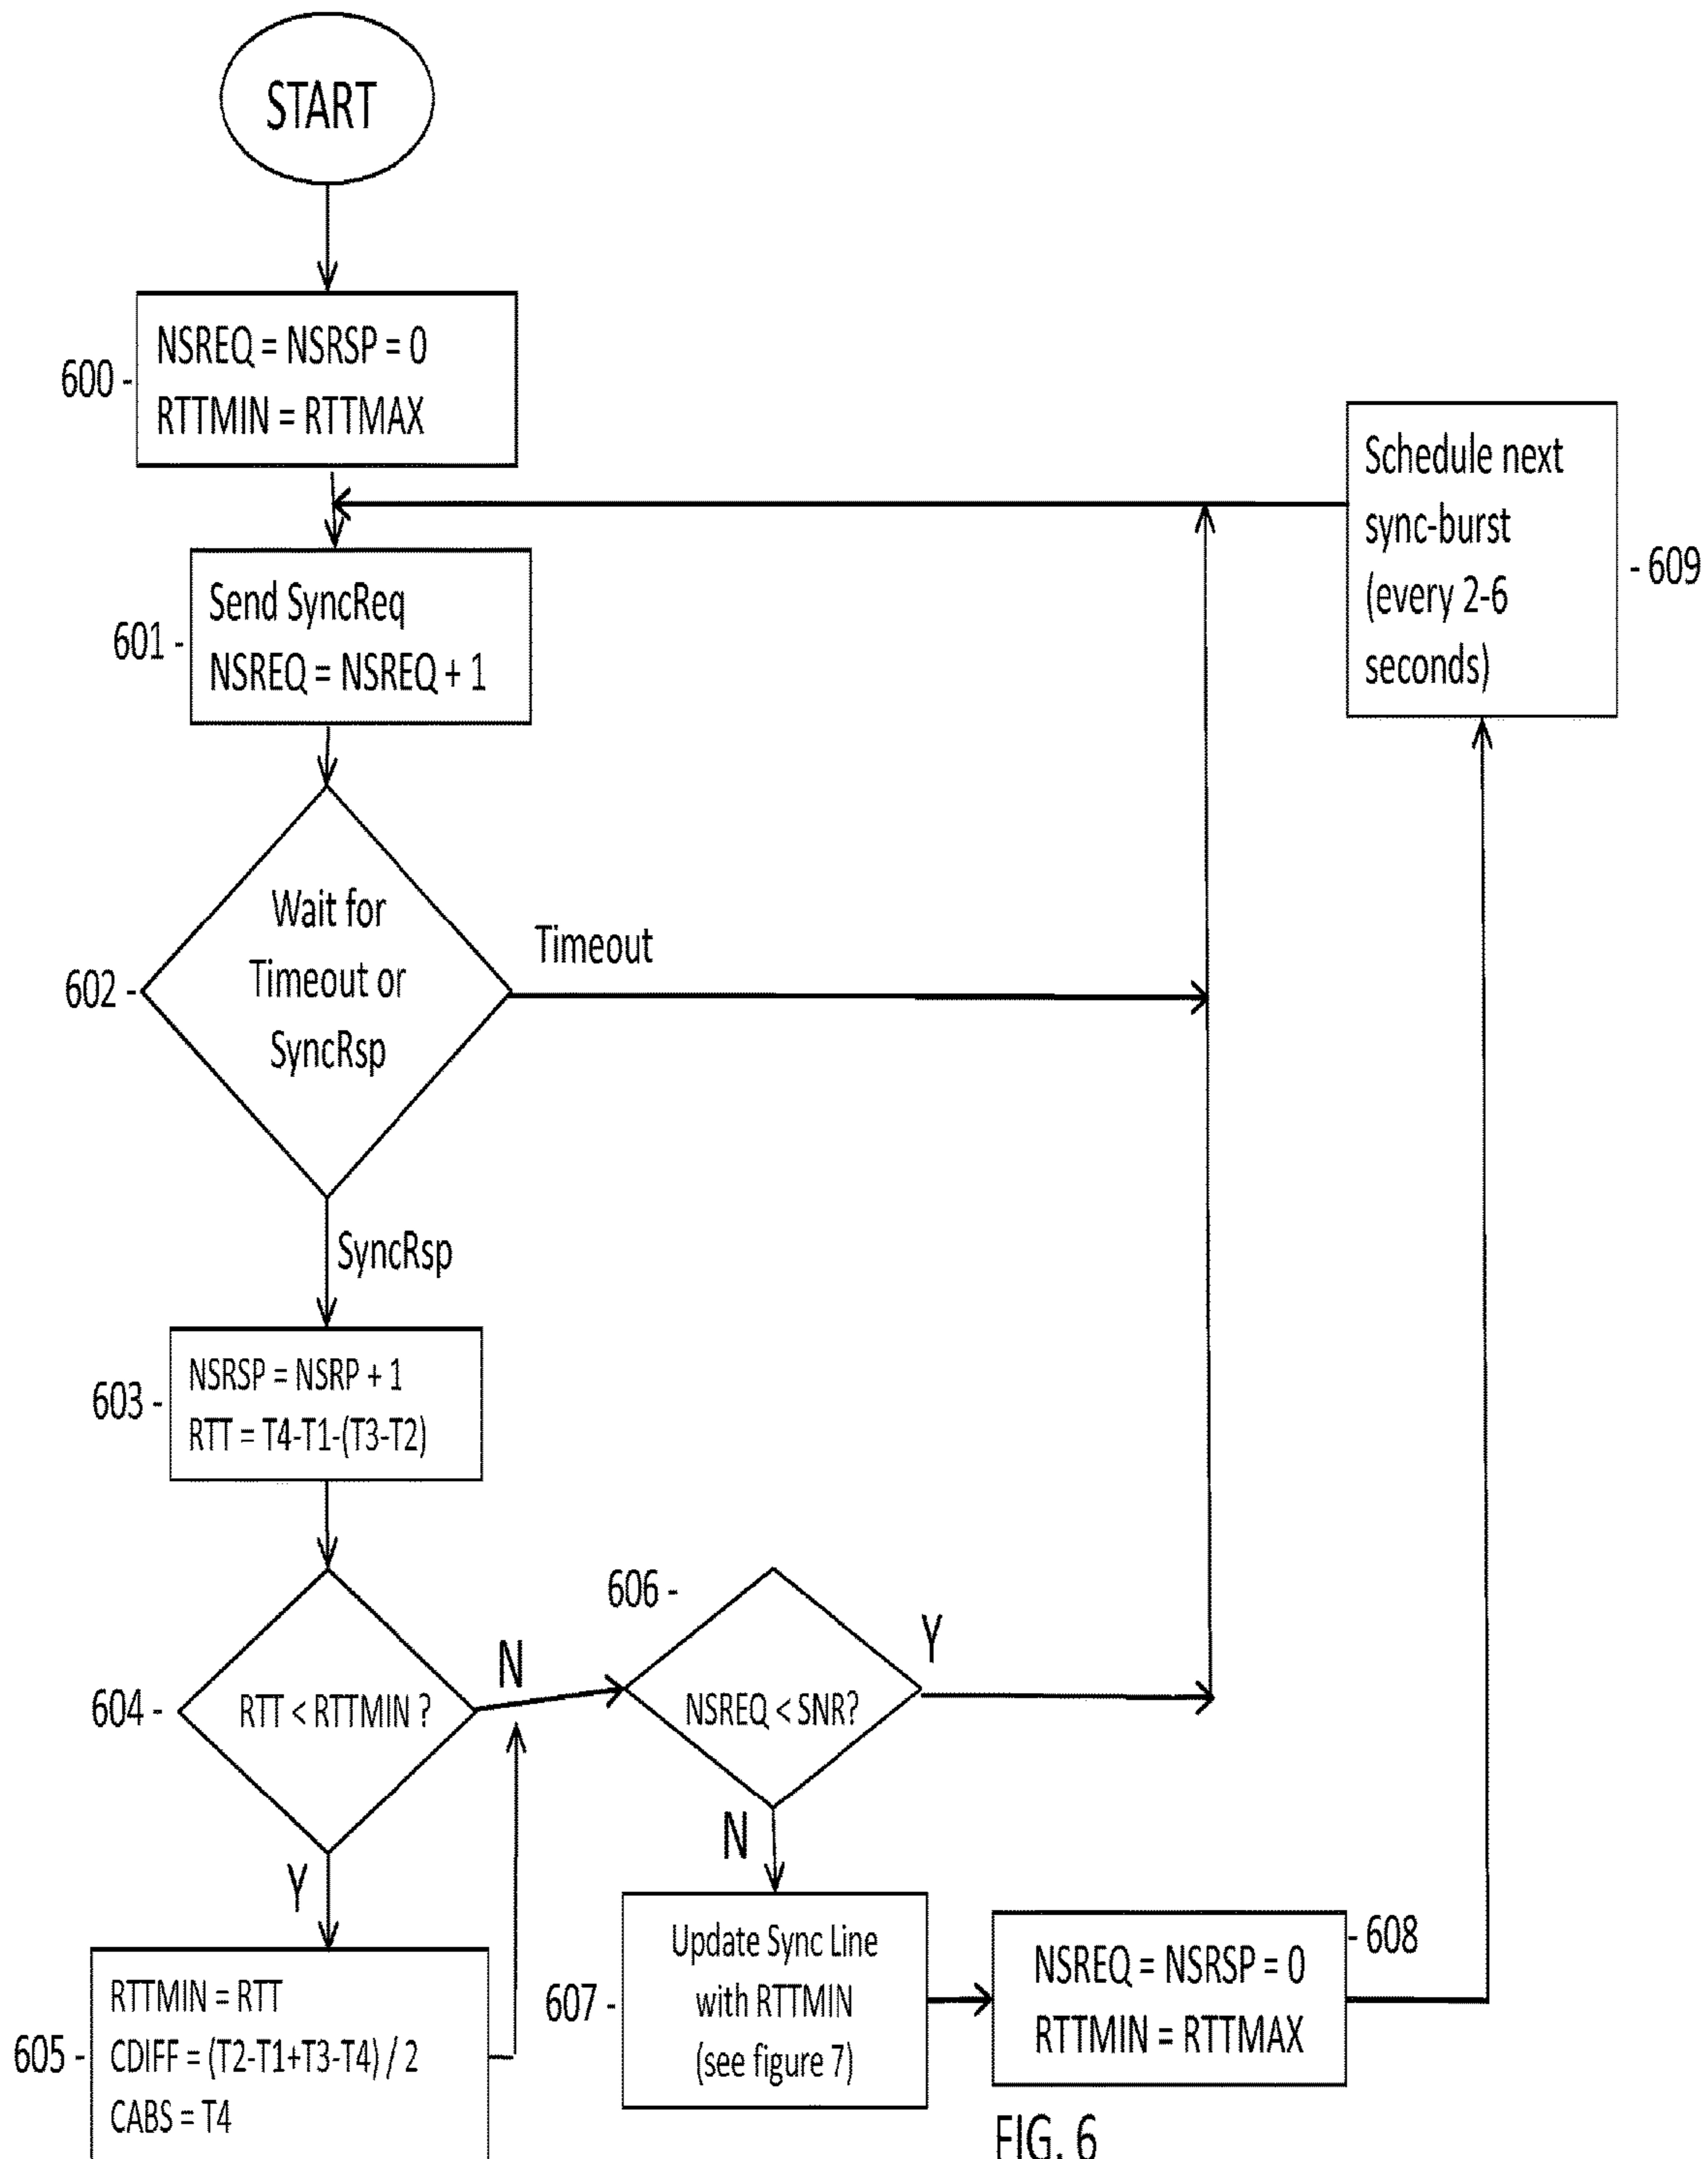 START
600 -
NSREQ = NSRSP = 0
RTTMIN = RTTMAX
Schedule next
sync-burst
(every 2-6
seconds)
- 609
601 -
Send SyncReq
NSREQ = NSREQ + 1
602 -
Wait for
Timeout or
SyncRsp
Timeout
SyncRsp
603 -
NSRSP = NSRP + 1
RTT = T4-T1-(T3-T2)
604 -
RTT < RTTMIN ?
N
Y
606 -
NSREQ < SNR?
Y
N
605 -
RTTMIN = RTT
CDIFF = (T2-T1+T3-T4) / 2
CABS = T4
607 -
Update Sync Line
with RTTMIN
(see figure 7)
- 608
NSREQ = NSRSP = 0
RTTMIN = RTTMAX
FIG. 6